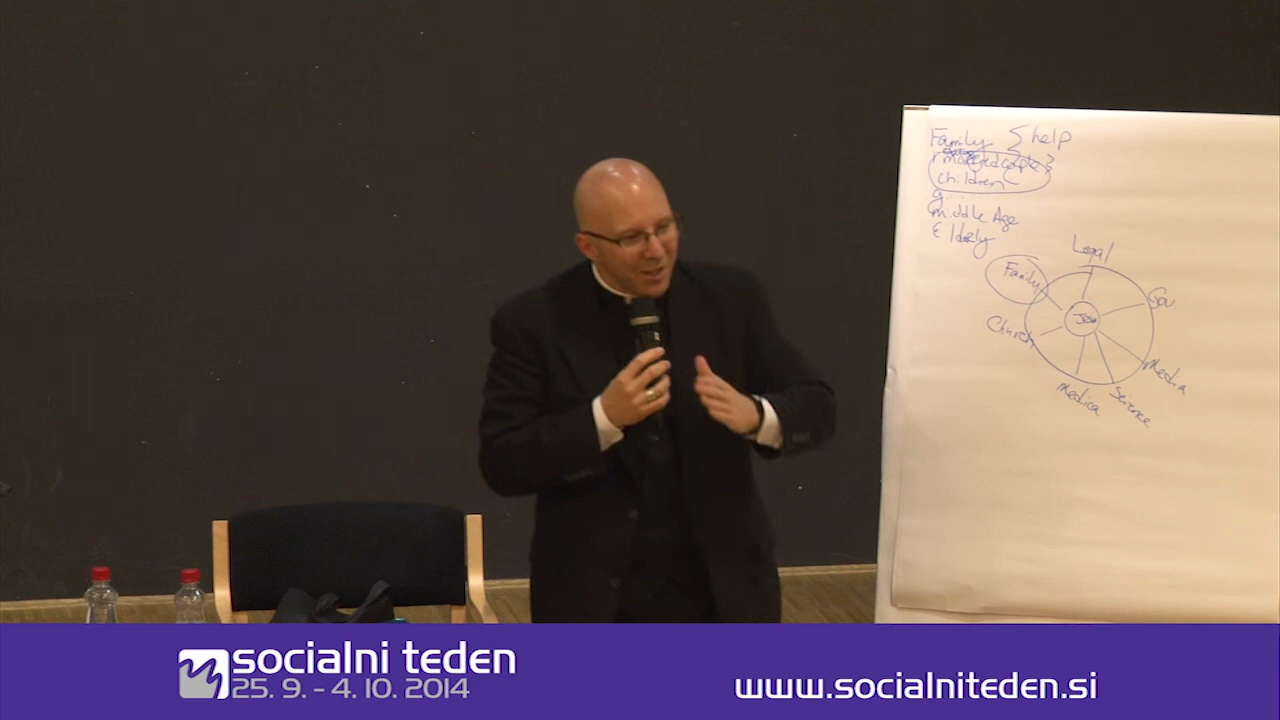 Family { help
children
middle Age
Elderly
Legal
Family
Gov
Church
Media
Science
Medica
socialni teden
25. 9. - 4. 10. 2014
www.socialniteden.si